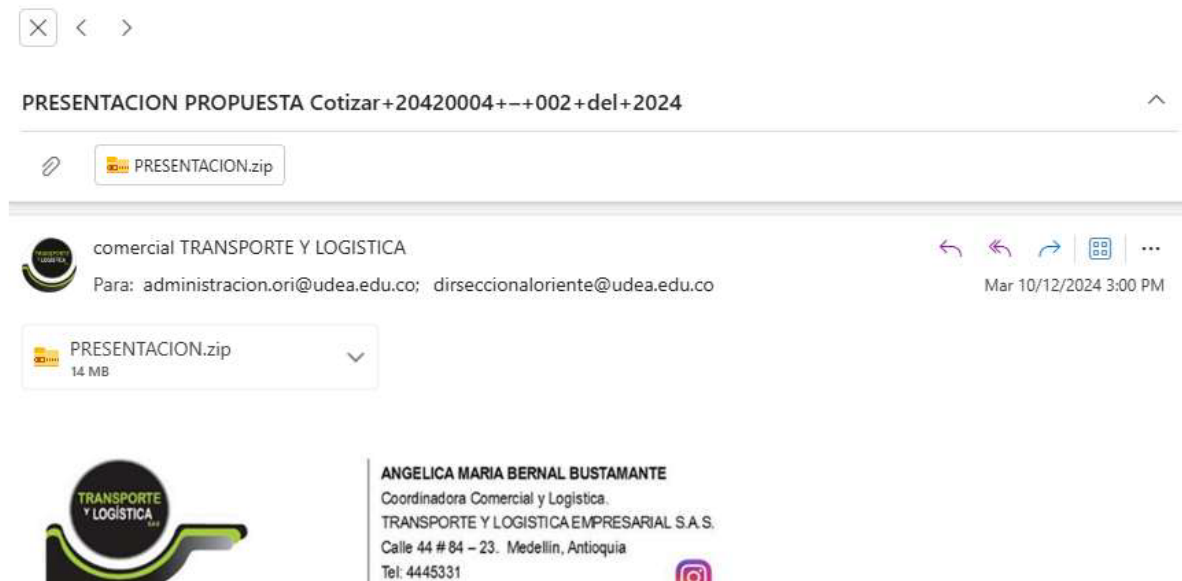 PRESENTACION PROPUESTA Cotizar+20420004+–+002+del+2024
PRESENTACION.zip
comercial TRANSPORTE Y LOGISTICA
Para: administracion.ori@udea.edu.co; dirseccionaloriente@udea.edu.co
Mar 10/12/2024 3:00 PM
PRESENTACION.zip
14 MB
TRANSPORTE
Y LOGÍSTICA
ANGELICA MARIA BERNAL BUSTAMANTE
Coordinadora Comercial y Logistica.
TRANSPORTE Y LOGISTICA EMPRESARIAL S.A.S.
Calle 44 # 84 – 23. Medellin, Antioquia
Tel: 4445331